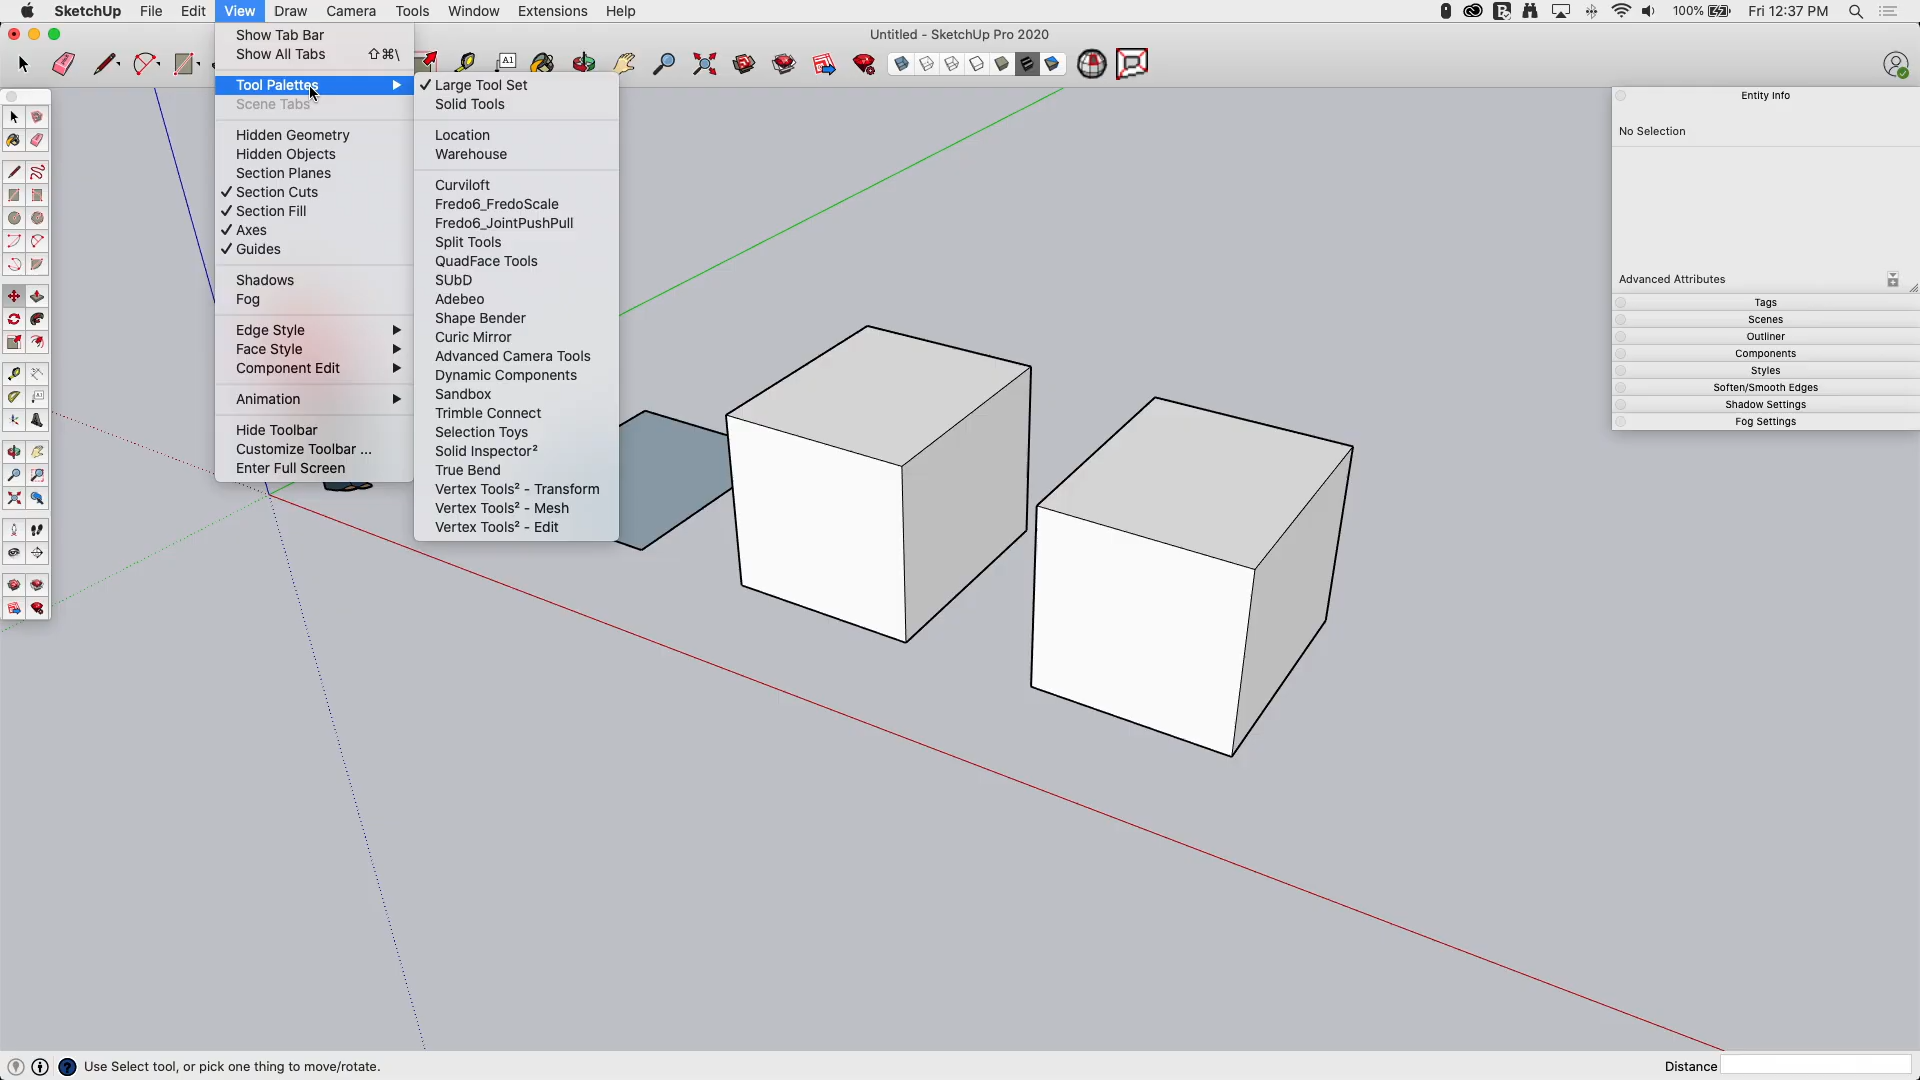 SketchUp File Edit View Draw Camera Tools Window Extensions Help
100% Fri 12:37 PM
Untitled - SketchUp Pro 2020
Show Tab Bar
Show All Tabs ⇧⌘\
Tool Palettes
Scene Tabs
Hidden Geometry
Hidden Objects
Section Planes
✓ Section Cuts
✓ Section Fill
✓ Axes
✓ Guides
Shadows
Fog
Edge Style
Face Style
Component Edit
Animation
Hide Toolbar
Customize Toolbar ...
Enter Full Screen
✓ Large Tool Set
Solid Tools
Location
Warehouse
Curviloft
Fredo6_FredoScale
Fredo6_JointPushPull
Split Tools
QuadFace Tools
SUbD
Adebeo
Shape Bender
Curic Mirror
Advanced Camera Tools
Dynamic Components
Sandbox
Trimble Connect
Selection Toys
Solid Inspector²
True Bend
Vertex Tools² - Transform
Vertex Tools² - Mesh
Vertex Tools² - Edit
A1
Entity Info
No Selection
Advanced Attributes
Tags
Scenes
Outliner
Components
Styles
Soften/Smooth Edges
Shadow Settings
Fog Settings
Use Select tool, or pick one thing to move/rotate.
Distance